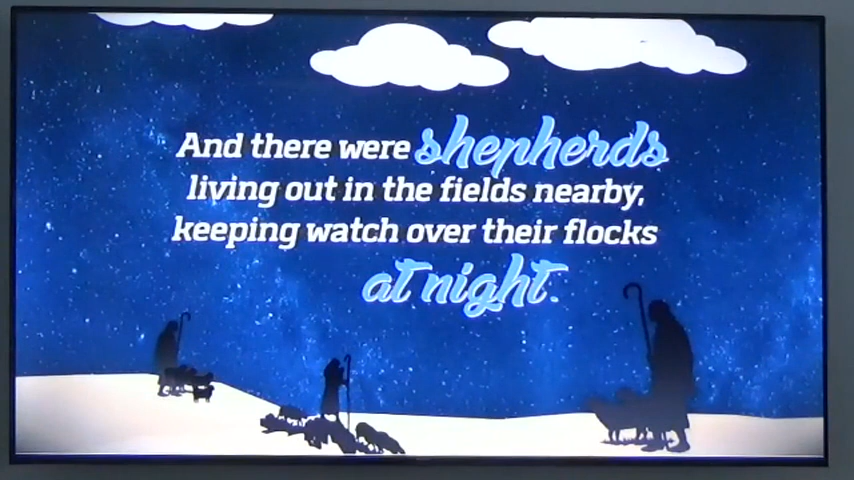 And there were shepherds
living out in the fields nearby,
keeping watch over their flocks
at night.